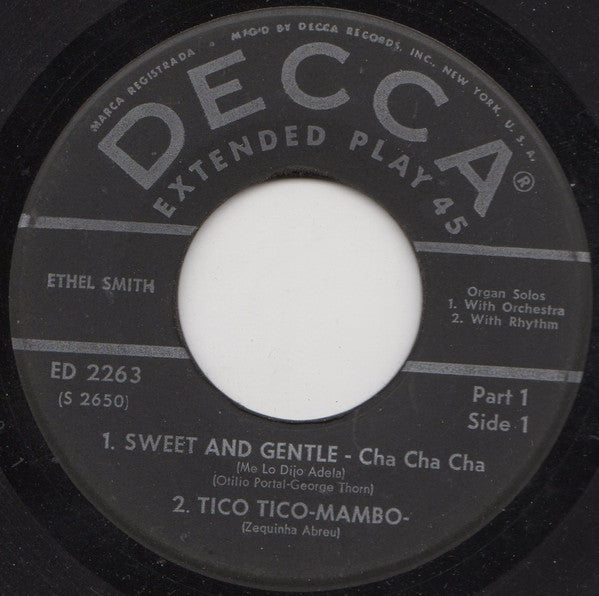 MARCA REGISTRADA • MF'G'D BY DECCA RECORDS, INC., NEW YORK, U. S. A.
DECCA®
EXTENDED PLAY 45
ETHEL SMITH
Organ Solos
1. With Orchestra
2. With Rhythm
ED 2263
(S 2650)
Part 1
Side 1
1. SWEET AND GENTLE - Cha Cha Cha
(Me Lo Dijo Adela)
(Otilio Portal-George Thorn)
2. TICO TICO-MAMBO-
(Zequinha Abreu)